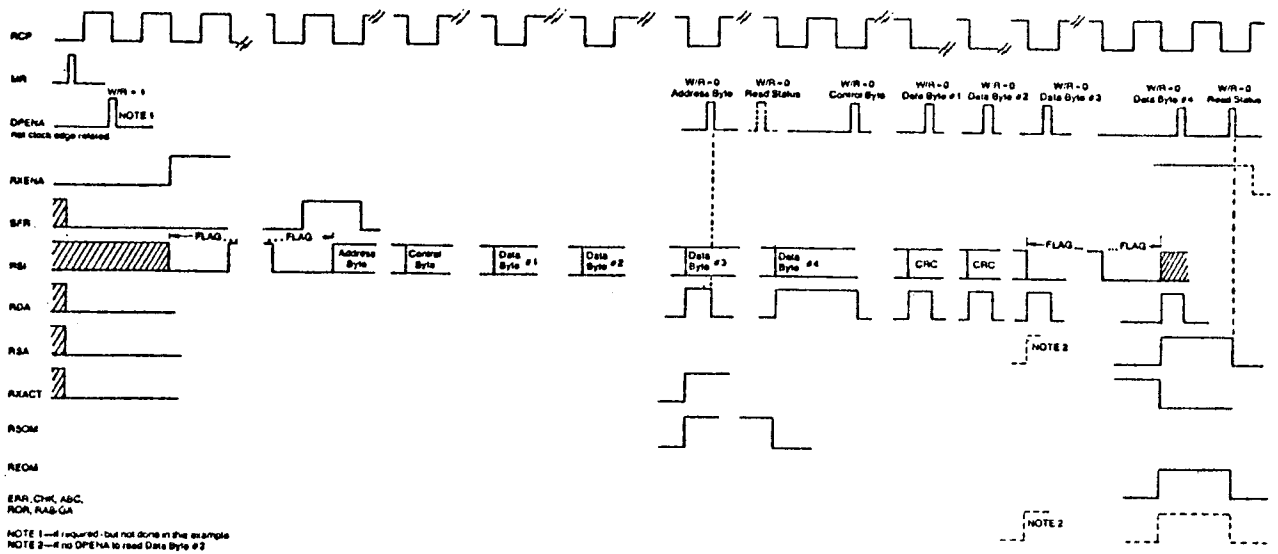 RCP
MR
W/R = 1
NOTE 1
DPENA
Not clock edge related
W/R = 0
Address Byte
W/R = 0
Read Status
W/R = 0
Control Byte
W/R = 0
Data Byte #1
W/R = 0
Data Byte #2
W/R = 0
Data Byte #3
W/R = 0
Data Byte #4
W/R = 0
Read Status
RXENA
SFR
FLAG
...FLAG
FLAG
...FLAG
RSI
Address Byte
Control Byte
Data Byte #1
Data Byte #2
Data Byte #3
Data Byte #4
CRC
CRC
RDA
RSA
NOTE 2
RXACT
RSOM
REOM
ERR, CHK, ABC,
ROR, RAB-GA
NOTE 2
NOTE 1—if required - but not done in this example
NOTE 2—if no DPENA to read Data Byte #2